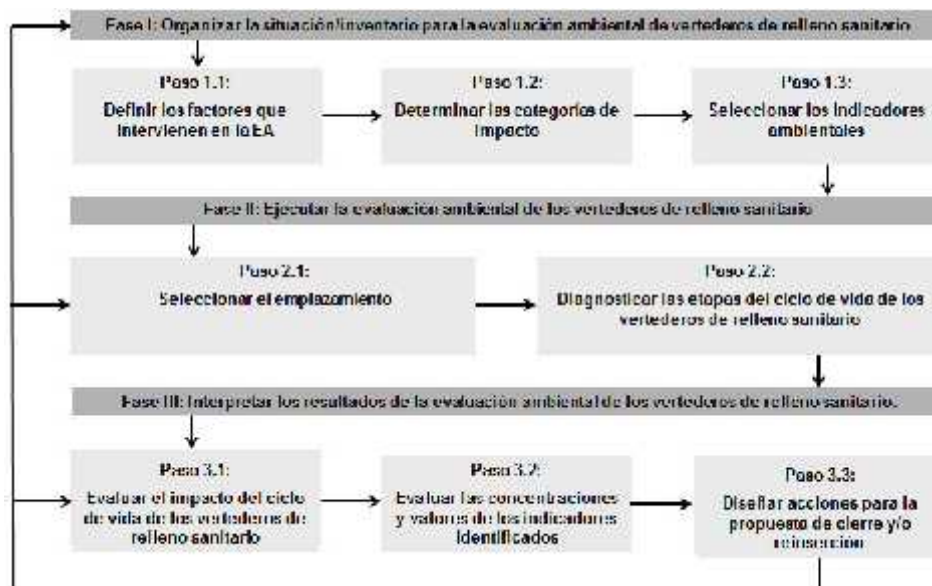 Fase I: Organizar la situación/inventario para la evaluación ambiental de vertederos de relleno sanitario
Paso 1.1:
Definir los factores que
intervienen en la EA
Paso 1.2:
Determinar las categorías de
impacto
Paso 1.3:
Seleccionar los indicadores
ambientales
Fase II: Ejecutar la evaluación ambiental de los vertederos de relleno sanitario
Paso 2.1:
Seleccionar el emplazamiento
Paso 2.2:
Diagnosticar las etapas del ciclo de vida de los
vertederos de relleno sanitario
Fase III: Interpretar los resultados de la evaluación ambiental de los vertederos de relleno sanitario.
Paso 3.1:
Evaluar el impacto del ciclo
de vida de los vertederos de
relleno sanitario
Paso 3.2:
Evaluar las concentraciones
y valores de los indicadores
identificados
Paso 3.3:
Diseñar acciones para la
propuesta de cierre y/o
reinserción